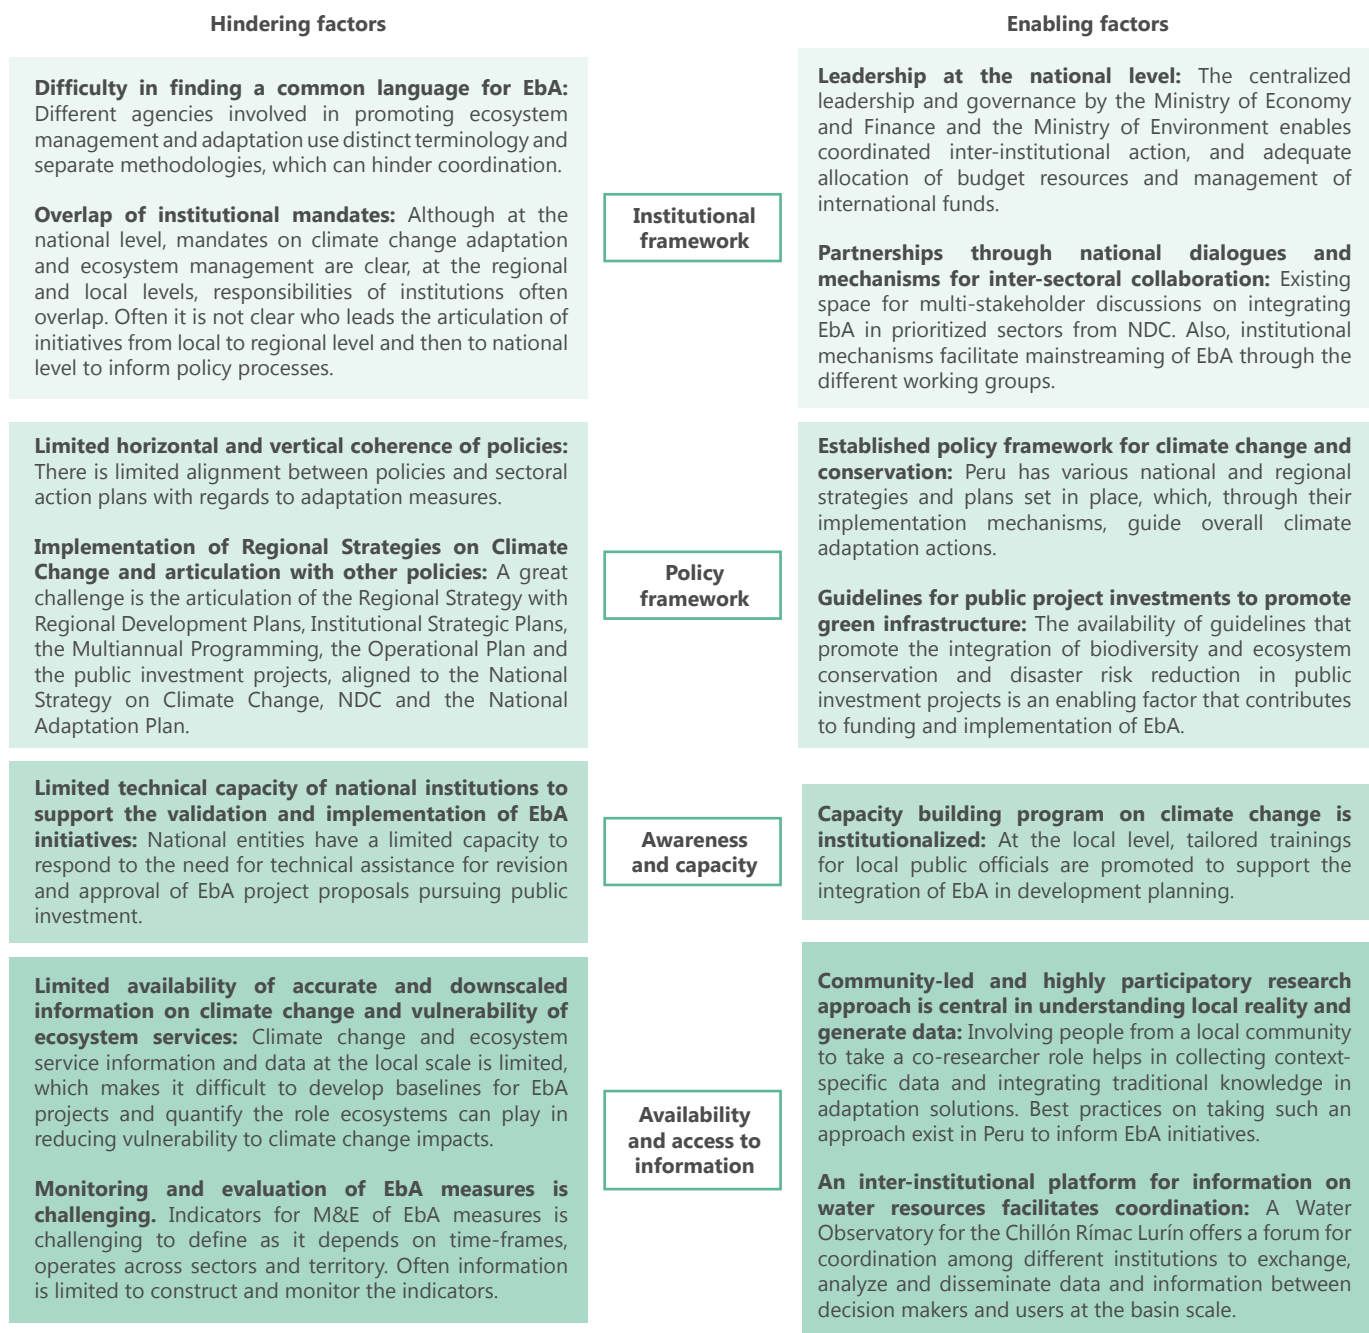 Hindering factors
Enabling factors
Difficulty in finding a common language for EbA:
Different agencies involved in promoting ecosystem
management and adaptation use distinct terminology and
separate methodologies, which can hinder coordination.
Overlap of institutional mandates: Although at the
national level, mandates on climate change adaptation
and ecosystem management are clear, at the regional
and local levels, responsibilities of institutions often
overlap. Often it is not clear who leads the articulation of
initiatives from local to regional level and then to national
level to inform policy processes.
Institutional
framework
Leadership at the national level: The centralized
leadership and governance by the Ministry of Economy
and Finance and the Ministry of Environment enables
coordinated inter-institutional action, and adequate
allocation of budget resources and management of
international funds.
Partnerships through national dialogues and
mechanisms for inter-sectoral collaboration: Existing
space for multi-stakeholder discussions on integrating
EbA in prioritized sectors from NDC. Also, institutional
mechanisms facilitate mainstreaming of EbA through the
different working groups.
Limited horizontal and vertical coherence of policies:
There is limited alignment between policies and sectoral
action plans with regards to adaptation measures.
Implementation of Regional Strategies on Climate
Change and articulation with other policies: A great
challenge is the articulation of the Regional Strategy with
Regional Development Plans, Institutional Strategic Plans,
the Multiannual Programming, the Operational Plan and
the public investment projects, aligned to the National
Strategy on Climate Change, NDC and the National
Adaptation Plan.
Policy
framework
Established policy framework for climate change and
conservation: Peru has various national and regional
strategies and plans set in place, which, through their
implementation mechanisms, guide overall climate
adaptation actions.
Guidelines for public project investments to promote
green infrastructure: The availability of guidelines that
promote the integration of biodiversity and ecosystem
conservation and disaster risk reduction in public
investment projects is an enabling factor that contributes
to funding and implementation of EbA.
Limited technical capacity of national institutions to
support the validation and implementation of EbA
initiatives: National entities have a limited capacity to
respond to the need for technical assistance for revision
and approval of EbA project proposals pursuing public
investment.
Awareness
and capacity
Capacity building program on climate change is
institutionalized: At the local level, tailored trainings
for local public officials are promoted to support the
integration of EbA in development planning.
Limited availability of accurate and downscaled
information on climate change and vulnerability of
ecosystem services: Climate change and ecosystem
service information and data at the local scale is limited,
which makes it difficult to develop baselines for EbA
projects and quantify the role ecosystems can play in
reducing vulnerability to climate change impacts.
Monitoring and evaluation of EbA measures is
challenging. Indicators for M&E of EbA measures is
challenging to define as it depends on time-frames,
operates across sectors and territory. Often information
is limited to construct and monitor the indicators.
Availability
and access to
information
Community-led and highly participatory research
approach is central in understanding local reality and
generate data: Involving people from a local community
to take a co-researcher role helps in collecting context-
specific data and integrating traditional knowledge in
adaptation solutions. Best practices on taking such an
approach exist in Peru to inform EbA initiatives.
An inter-institutional platform for information on
water resources facilitates coordination: A Water
Observatory for the Chillón Rímac Lurín offers a forum for
coordination among different institutions to exchange,
analyze and disseminate data and information between
decision makers and users at the basin scale.